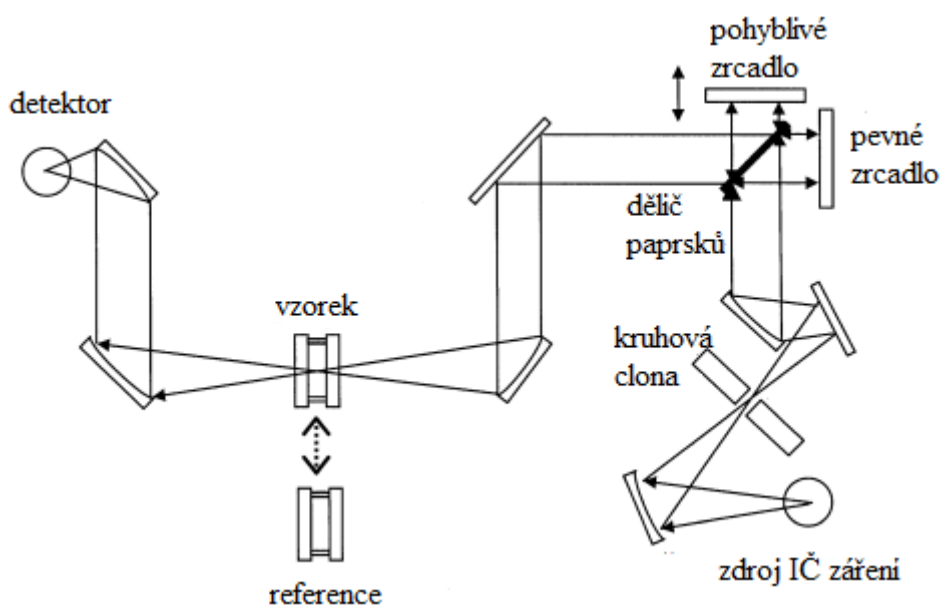 pohyblivé
zrcadlo
detektor
pevné
zrcadlo
dělič
paprsků
vzorek
kruhová
clona
zdroj IČ záření
reference